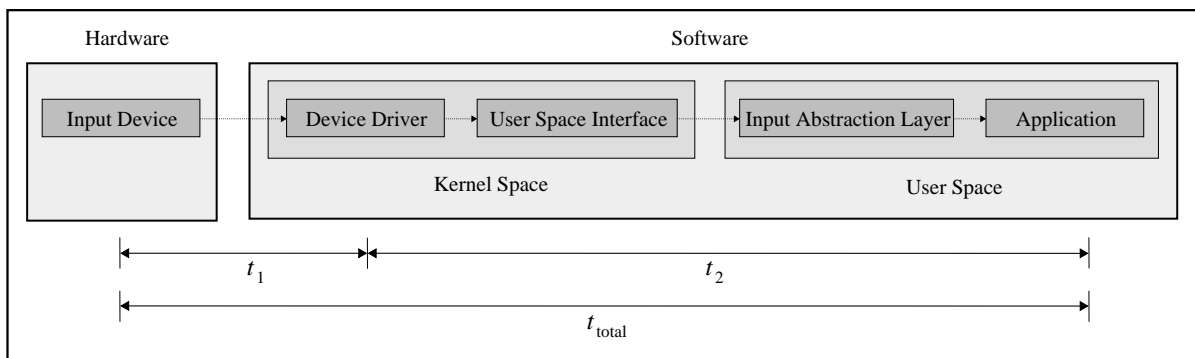 Hardware
Software
Input Device
Device Driver
User Space Interface
Input Abstraction Layer
Application
Kernel Space
User Space
t1
t2
ttotal